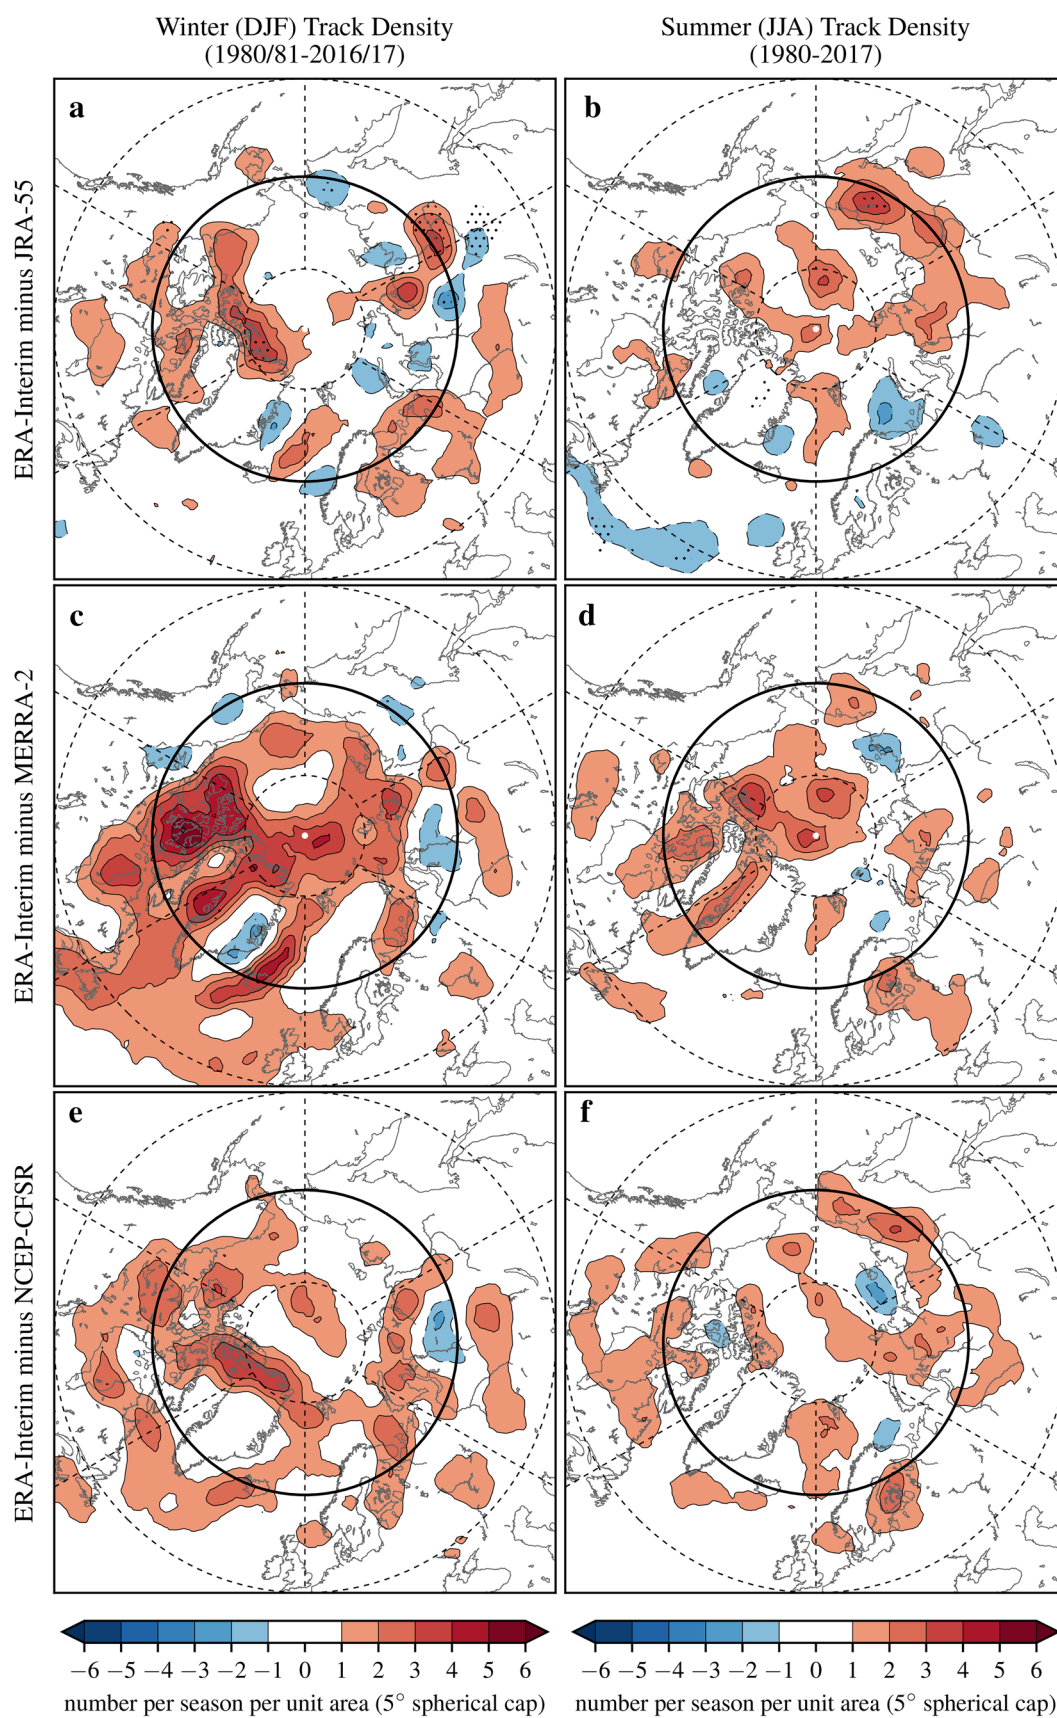 Winter (DJF) Track Density
(1980/81-2016/17)
Summer (JJA) Track Density
(1980-2017)
ERA-Interim minus JRA-55
a
b
ERA-Interim minus MERRA-2
c
d
ERA-Interim minus NCEP-CFSR
e
f
−6 −5 −4 −3 −2 −1 0 1 2 3 4 5 6
number per season per unit area (5° spherical cap)
−6 −5 −4 −3 −2 −1 0 1 2 3 4 5 6
number per season per unit area (5° spherical cap)